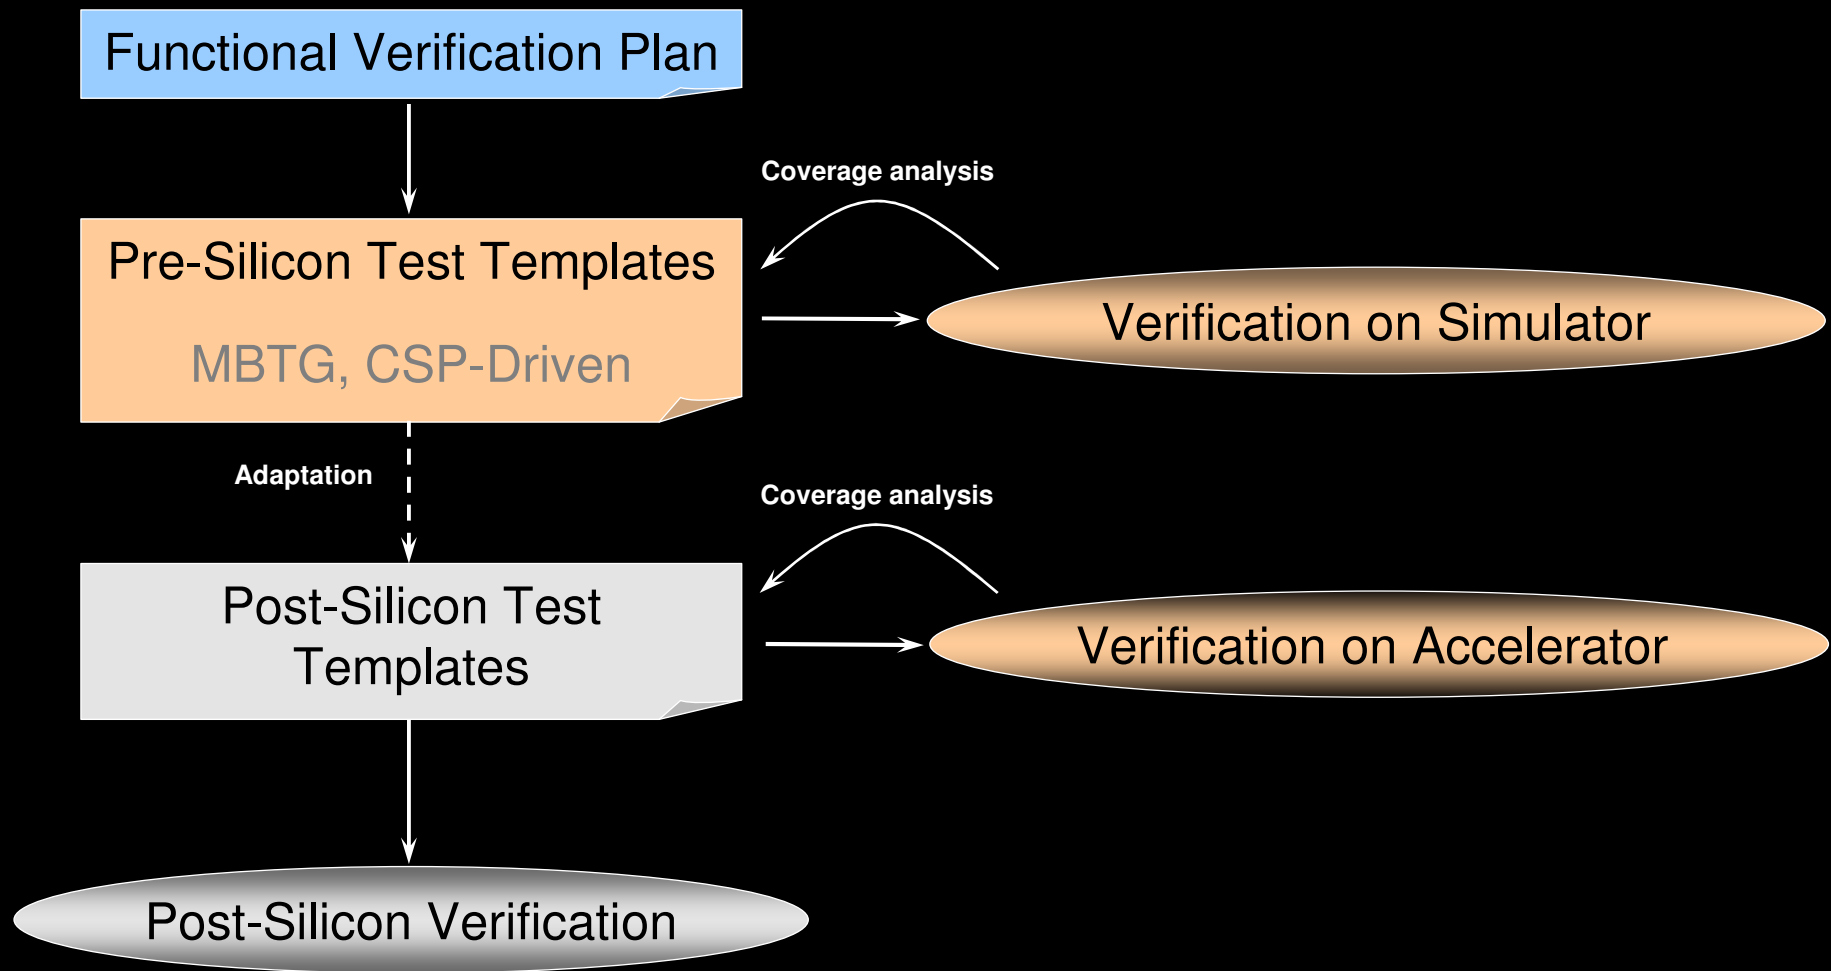 Functional Verification Plan
Coverage analysis
Pre-Silicon Test Templates
MBTG, CSP-Driven
Verification on Simulator
Adaptation
Coverage analysis
Post-Silicon Test
Templates
Verification on Accelerator
Post-Silicon Verification